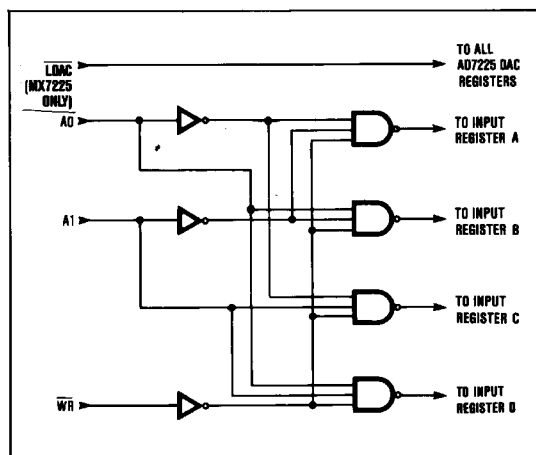 LDAC
(MX7225
ONLY)
TO ALL
AD7225 DAC
REGISTERS
A0
TO INPUT
REGISTER A
A1
TO INPUT
REGISTER B
TO INPUT
REGISTER C
WR
TO INPUT
REGISTER D